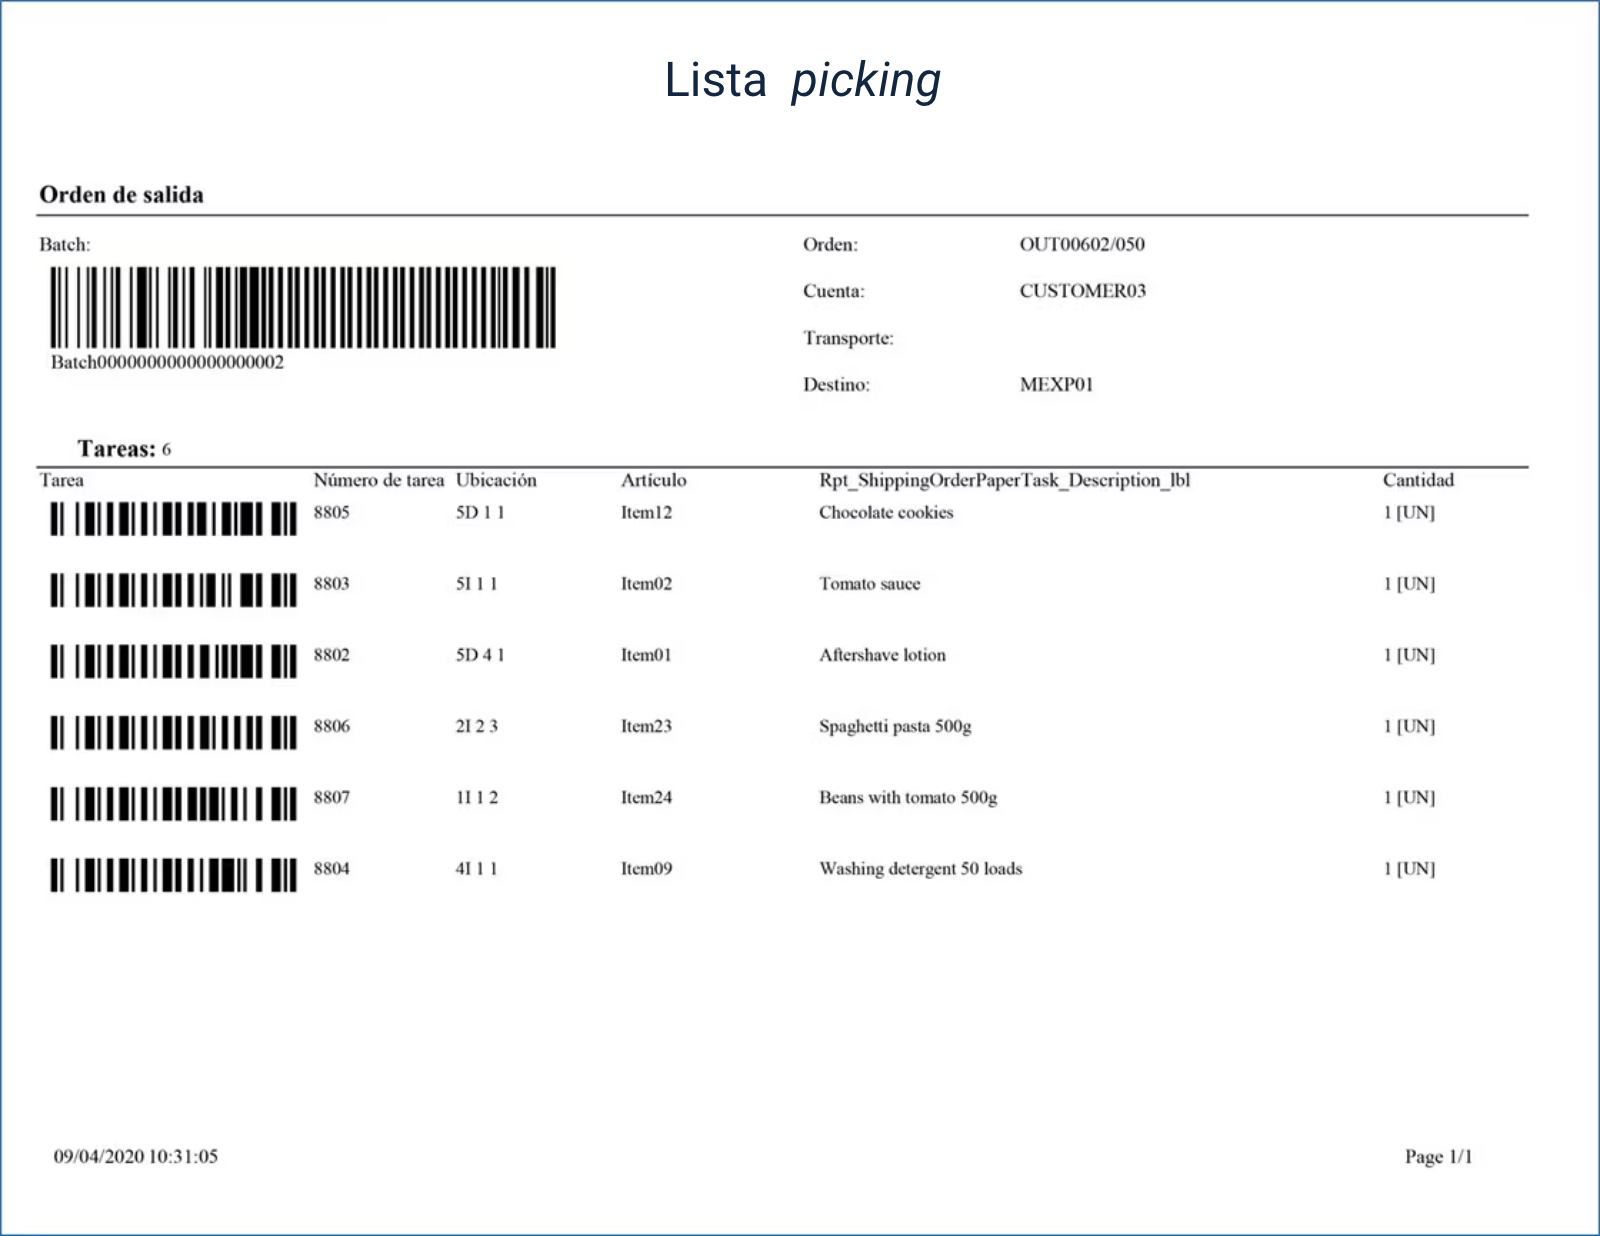 Lista picking
Orden de salida
Batch:
Batch0000000000000000002
Orden: OUT00602/050
Cuenta: CUSTOMER03
Transporte:
Destino: MEXP01
Tareas: 6
Tarea Número de tarea Ubicación Artículo Rpt_ShippingOrderPaperTask_Description_lbl Cantidad
8805 5D 1 1 Item12 Chocolate cookies 1 [UN]
8803 5I 1 1 Item02 Tomato sauce 1 [UN]
8802 5D 4 1 Item01 Aftershave lotion 1 [UN]
8806 2I 2 3 Item23 Spaghetti pasta 500g 1 [UN]
8807 1I 1 2 Item24 Beans with tomato 500g 1 [UN]
8804 4I 1 1 Item09 Washing detergent 50 loads 1 [UN]
09/04/2020 10:31:05 Page 1/1